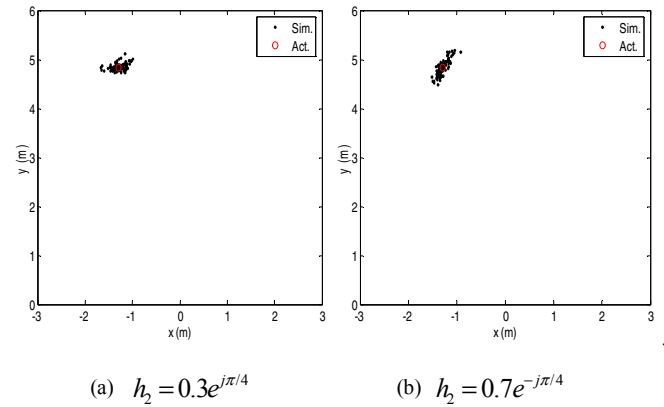 6
5
4
3
2
1
0
y (m)
-3 -2 -1 0 1 2 3
x (m)
Sim.
Act.
6
5
4
3
2
1
0
y (m)
-3 -2 -1 0 1 2 3
x (m)
Sim.
Act.
(a) h₂ = 0.3e^{jπ/4}
(b) h₂ = 0.7e^{-jπ/4}